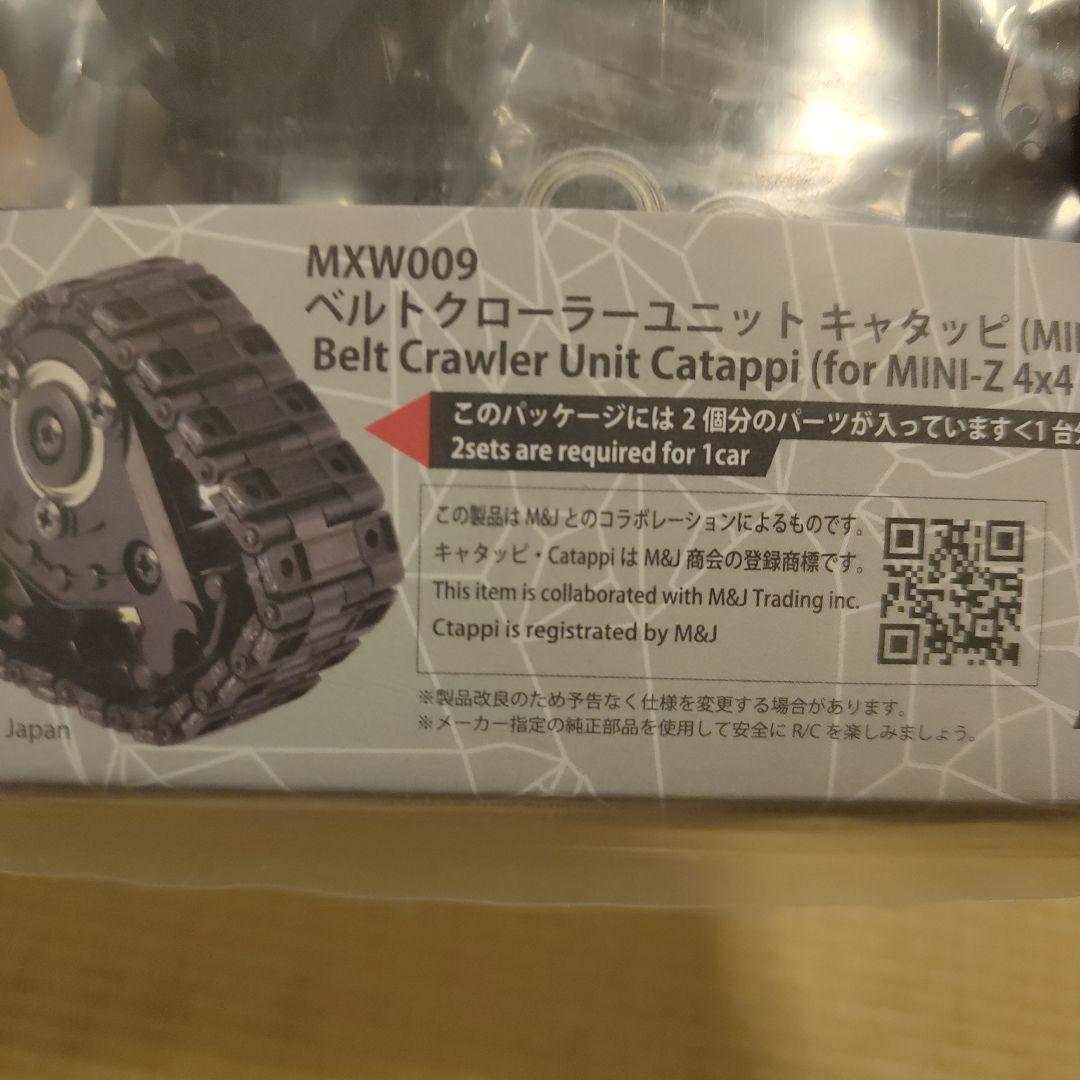 MXW009
ベルトクローラーユニット キャタッピ (MINI
Belt Crawler Unit Catappi (for MINI-Z 4x4
このパッケージには 2 個分のパーツが入っています<1 台分
2sets are required for 1car
この製品は M&J とのコラボレーションによるものです。
キャタッピ・Catappi は M&J 商会の登録商標です。
This item is collaborated with M&J Trading inc.
Ctappi is registrated by M&J
※製品改良のため予告なく仕様を変更する場合があります。
※メーカー指定の純正部品を使用して安全に R/C を楽しみましょう。
Japan